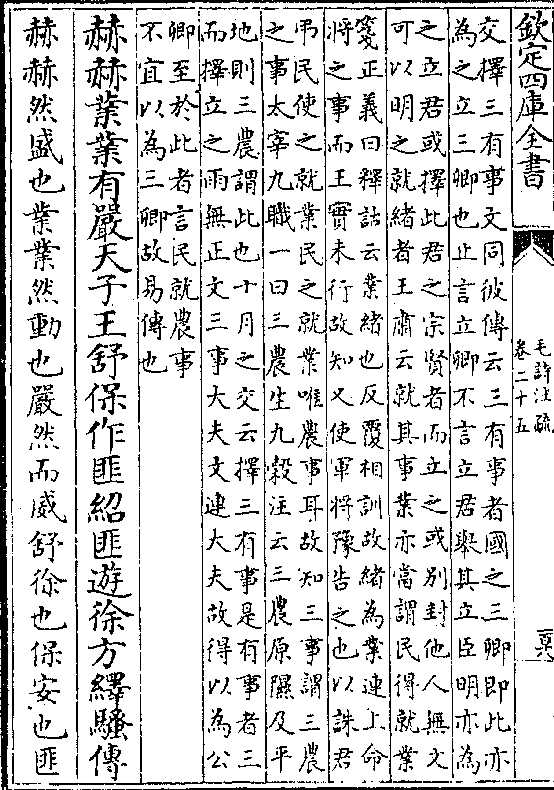 欽定四庫全書
毛詩注疏
卷二十五
交擇三有事文同彼傳云三有事者國之三卿即此亦
為之立三卿也止言立卿不言立君舉其立臣明亦為
之立君或擇此君之宗賢者而立之或別封他人無文
可以明之就緒者王肅云就其事業亦當謂民得就業
箋正義曰釋詁云業緒也反覆相訓故緒為業連上命
將之事而王實未行故知又使軍將豫告之也以誅君
弔民使之就業民之就業唯農事耳故知三事謂三農
之事太宰九職一曰三農生九穀注云三農原隰及平
地則三農謂此也十月之交云擇三有事是有事者三
而擇立之雨無正文三事大夫文連大夫故得以為公
卿至於此者言民就農事
不宜以為三卿故易傳也
赫赫業業有嚴天子王舒保作匪紹匪遊徐方繹騷傳
赫赫然盛也業業然動也嚴然而威舒徐也保安也匪